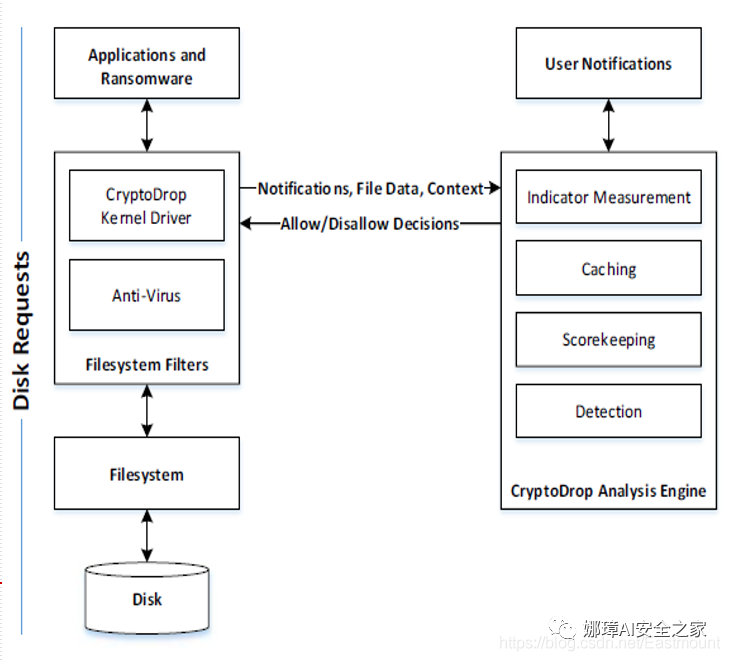 Disk Requests
Applications and
Ransomware
CryptoDrop
Kernel Driver
Anti-Virus
Filesystem Filters
Filesystem
Disk
Notifications, File Data, Context
Allow/Disallow Decisions
User Notifications
Indicator Measurement
Caching
Scorekeeping
Detection
CryptoDrop Analysis Engine
娜璋AI安全之家
https://blog.csdn.net/Eastmount